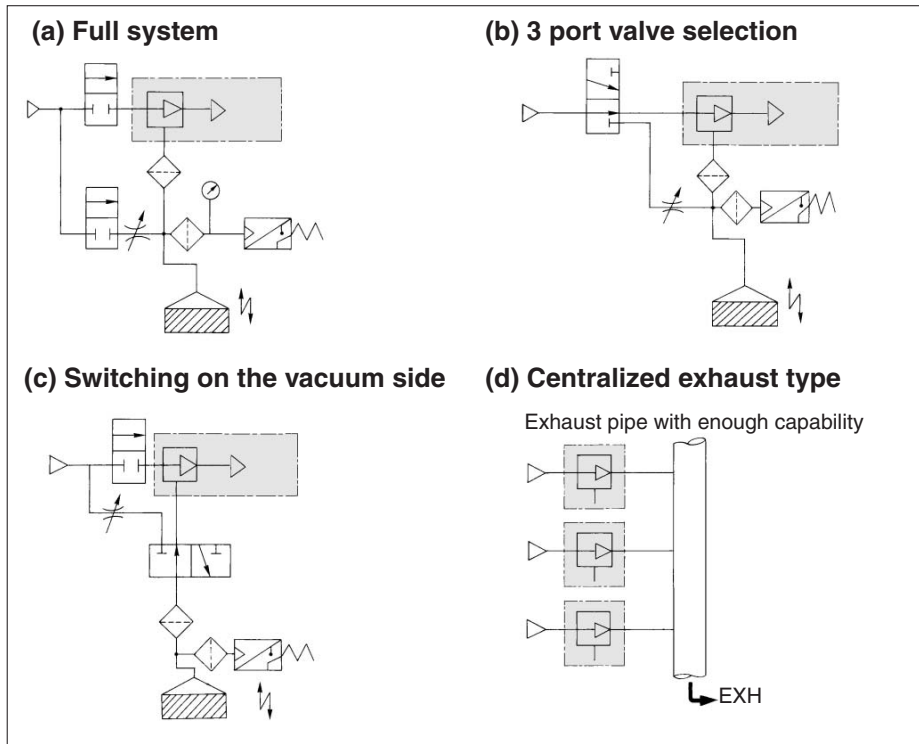 (a) Full system
(b) 3 port valve selection
(c) Switching on the vacuum side
(d) Centralized exhaust type
Exhaust pipe with enough capability
EXH